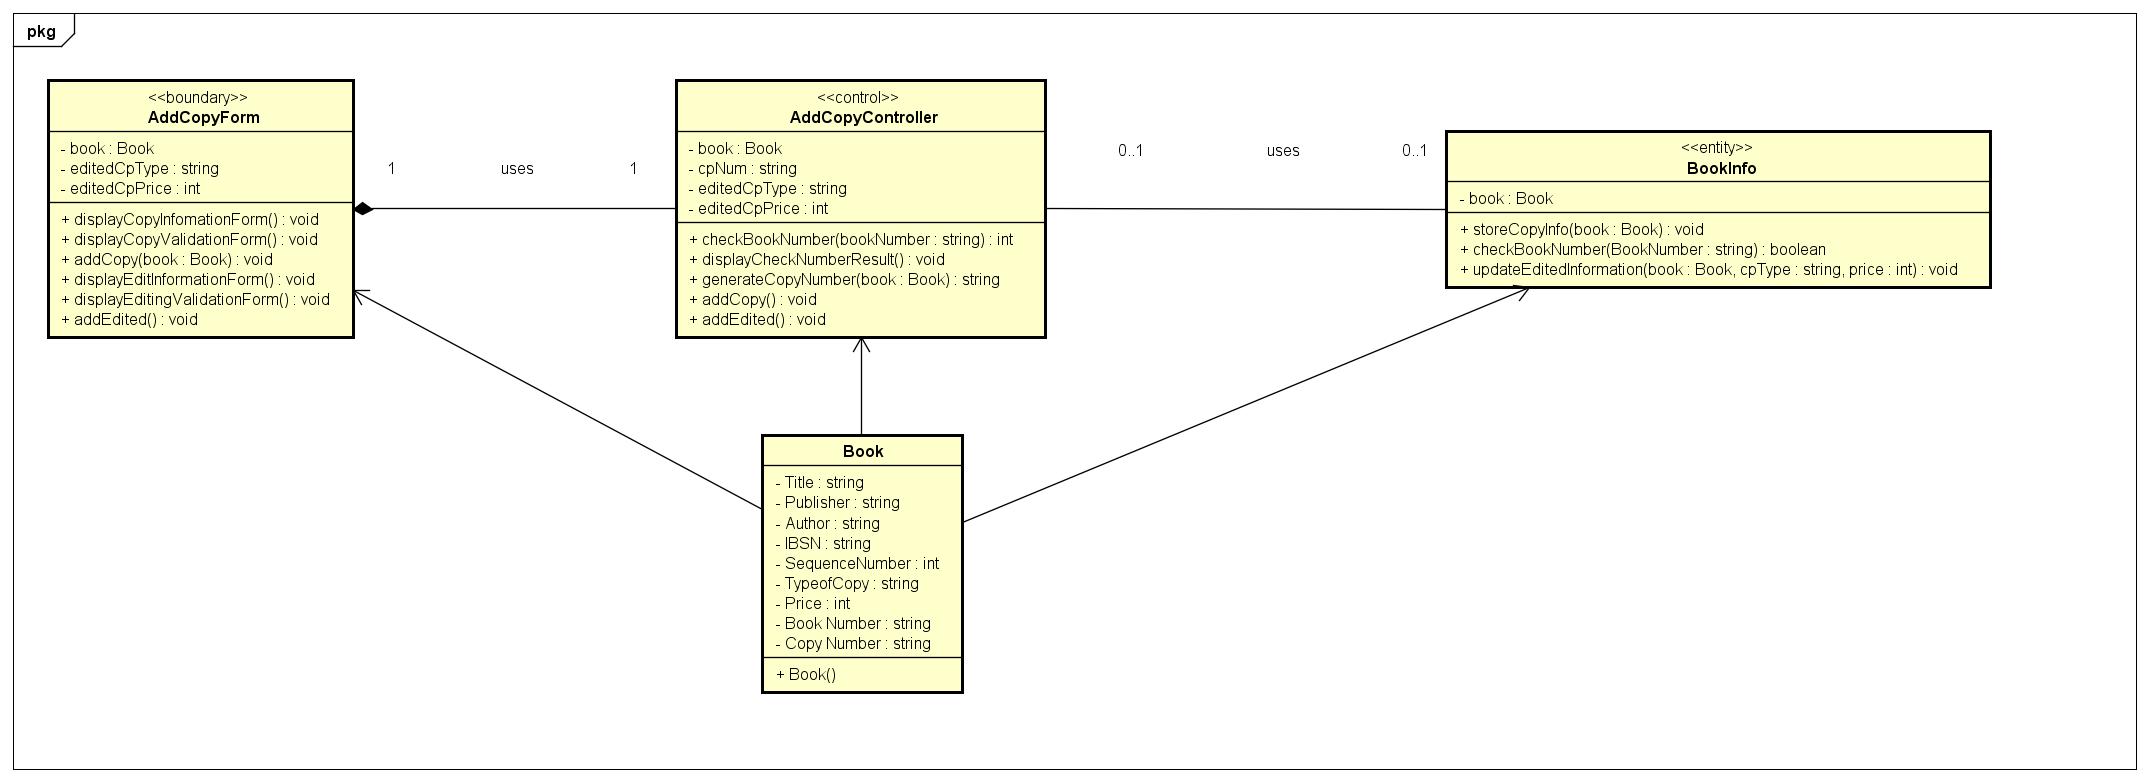 pkg
<<boundary>>
AddCopyForm
- book : Book
- editedCpType : string
- editedCpPrice : int
+ displayCopyInfomationForm() : void
+ displayCopyValidationForm() : void
+ addCopy(book : Book) : void
+ displayEditInformationForm() : void
+ displayEditingValidationForm() : void
+ addEdited() : void
1
uses
1
<<control>>
AddCopyController
- book : Book
- cpNum : string
- editedCpType : string
- editedCpPrice : int
+ checkBookNumber(bookNumber : string) : int
+ displayCheckNumberResult() : void
+ generateCopyNumber(book : Book) : string
+ addCopy() : void
+ addEdited() : void
0..1
uses
0..1
<<entity>>
BookInfo
- book : Book
+ storeCopyInfo(book : Book) : void
+ checkBookNumber(BookNumber : string) : boolean
+ updateEditedInformation(book : Book, cpType : string, price : int) : void
Book
- Title : string
- Publisher : string
- Author : string
- IBSN : string
- SequenceNumber : int
- TypeofCopy : string
- Price : int
- Book Number : string
- Copy Number : string
+ Book()